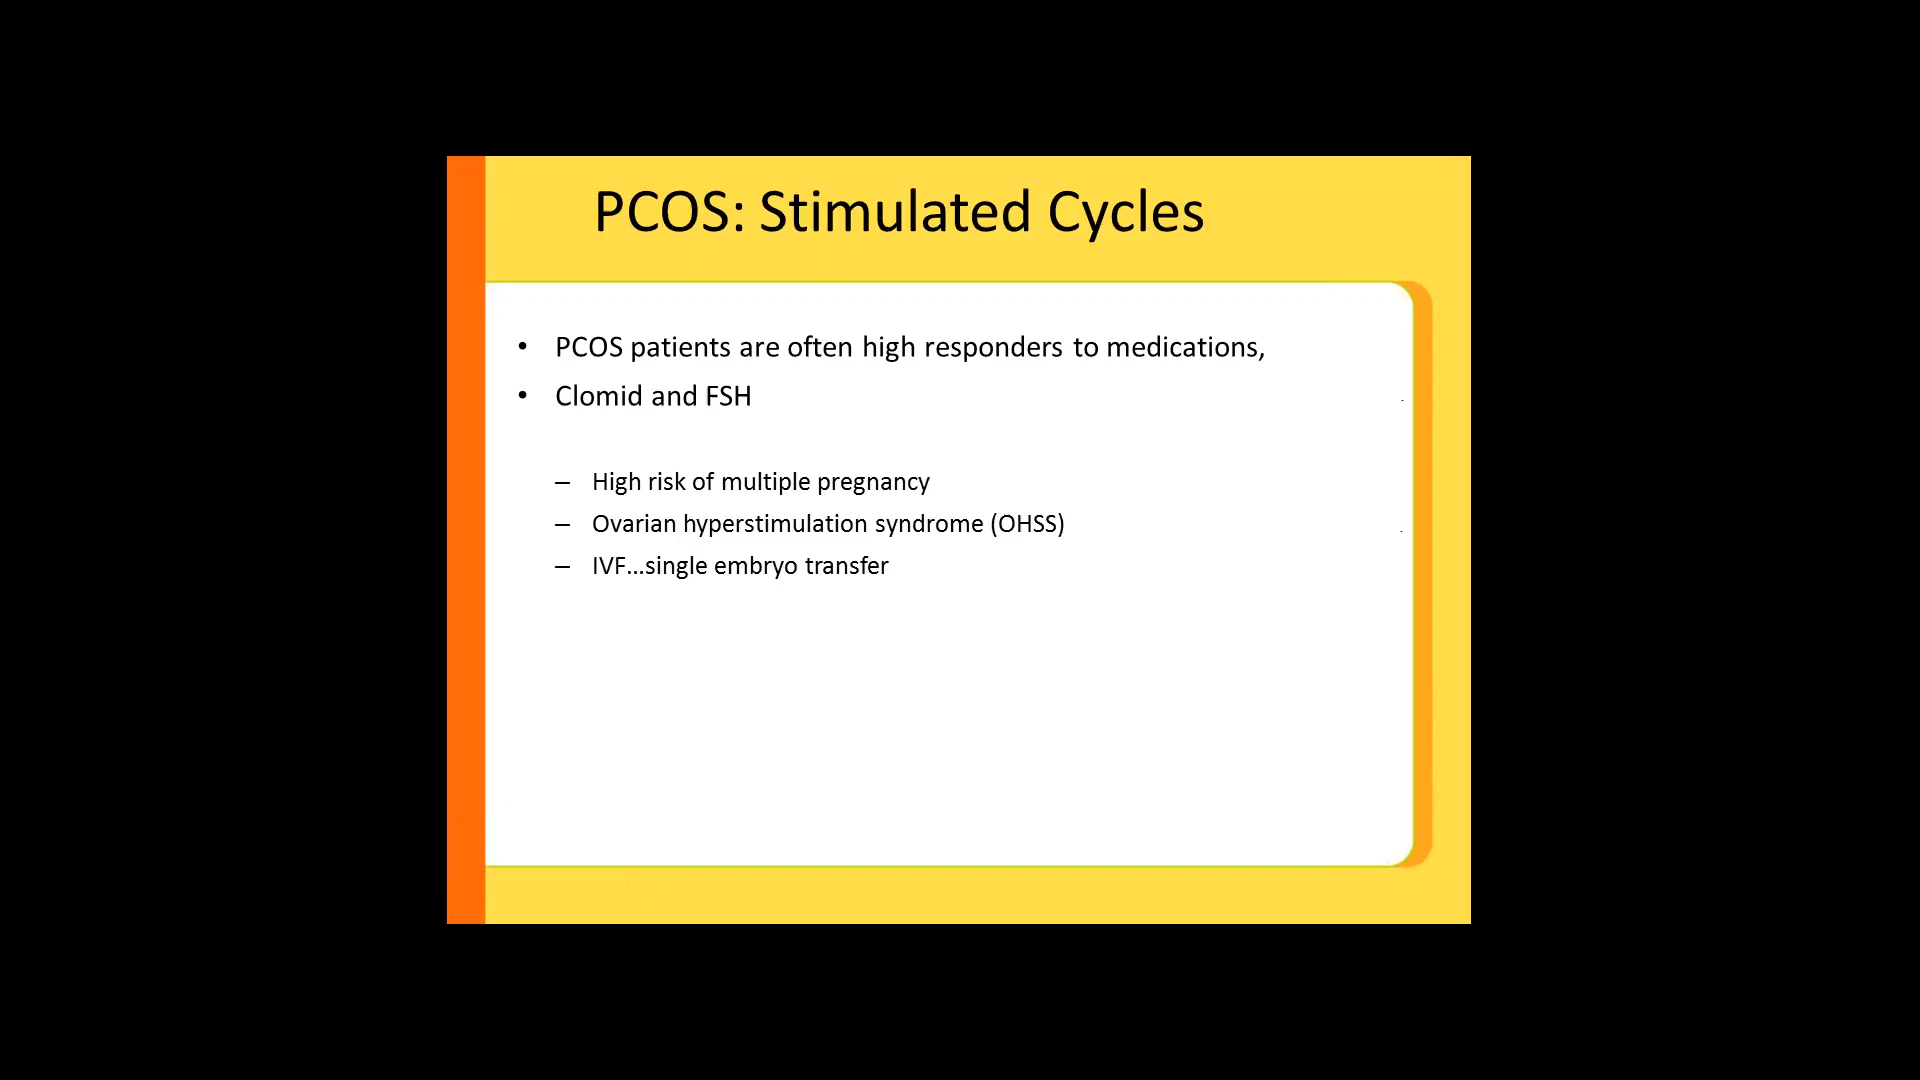 PCOS: Stimulated Cycles
• PCOS patients are often high responders to medications,
• Clomid and FSH
– High risk of multiple pregnancy
– Ovarian hyperstimulation syndrome (OHSS)
– IVF...single embryo transfer